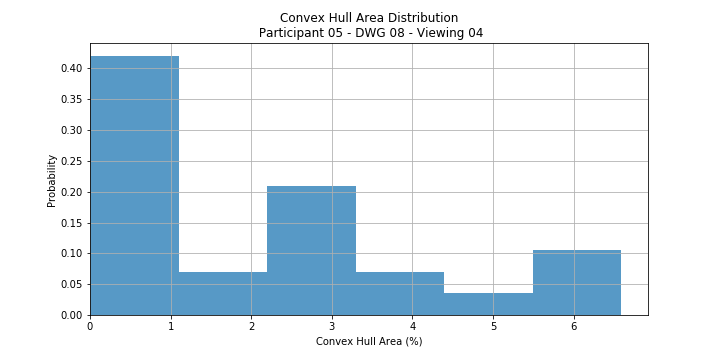 Convex Hull Area Distribution
Participant 05 - DWG 08 - Viewing 04
Probability
0.40
0.35
0.30
0.25
0.20
0.15
0.10
0.05
0.00
0 1 2 3 4 5 6
Convex Hull Area (%)